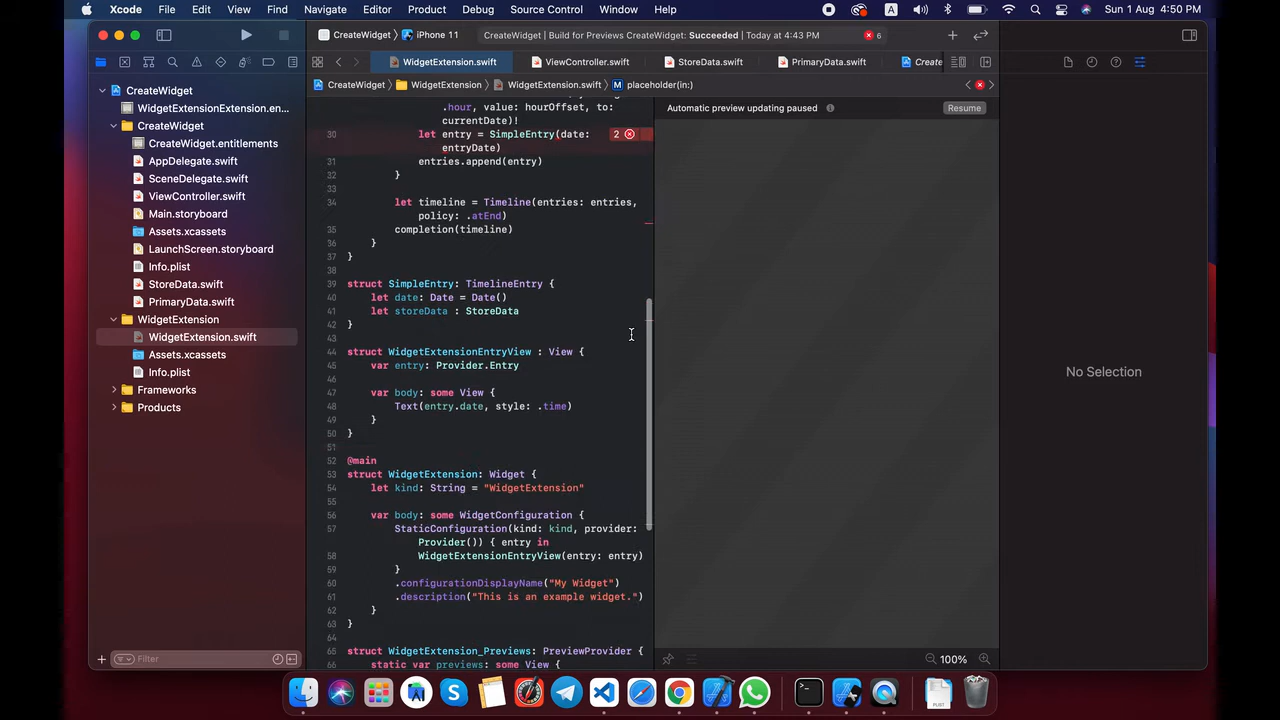 Xcode File Edit View Find Navigate Editor Product Debug Source Control Window Help
A
Sun 1 Aug 4:50 PM
CreateWidget iPhone 11
CreateWidget | Build for Previews CreateWidget: Succeeded | Today at 4:43 PM
6
WidgetExtension.swift ViewController.swift StoreData.swift PrimaryData.swift Create
CreateWidget WidgetExtension WidgetExtension.swift M placeholder(in:)
CreateWidget
WidgetExtensionExtension.en...
CreateWidget
CreateWidget.entitlements
AppDelegate.swift
SceneDelegate.swift
ViewController.swift
Main.storyboard
Assets.xcassets
LaunchScreen.storyboard
Info.plist
StoreData.swift
PrimaryData.swift
WidgetExtension
WidgetExtension.swift
Assets.xcassets
Info.plist
Frameworks
Products
Filter
.hour, value: hourOffset, to:
currentDate)!
30 let entry = SimpleEntry(date: 2
entryDate)
31 entries.append(entry)
32 }
33
34 let timeline = Timeline(entries: entries,
policy: .atEnd)
35 completion(timeline)
36 }
37 }
38
39 struct SimpleEntry: TimelineEntry {
40 let date: Date = Date()
41 let storeData : StoreData
42 }
43
44 struct WidgetExtensionEntryView : View {
45 var entry: Provider.Entry
46
47 var body: some View {
48 Text(entry.date, style: .time)
49 }
50 }
51
52 @main
53 struct WidgetExtension: Widget {
54 let kind: String = "WidgetExtension"
55
56 var body: some WidgetConfiguration {
57 StaticConfiguration(kind: kind, provider:
Provider()) { entry in
58 WidgetExtensionEntryView(entry: entry)
59 }
60 .configurationDisplayName("My Widget")
61 .description("This is an example widget.")
62 }
63 }
64
65 struct WidgetExtension_Previews: PreviewProvider {
66 static var previews: some View {
Automatic preview updating paused
Resume
100%
No Selection